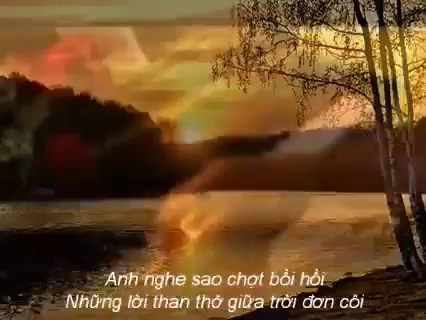 Anh nghe sao chợt bồi hồi
Những lời than thở giữa trời đơn côi